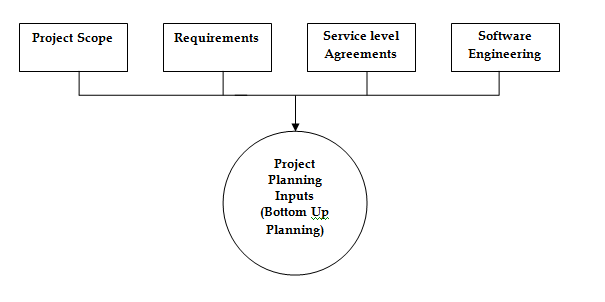 Project Scope
Requirements
Service level
Agreements
Software
Engineering
Project
Planning
Inputs
(Bottom Up
Planning)